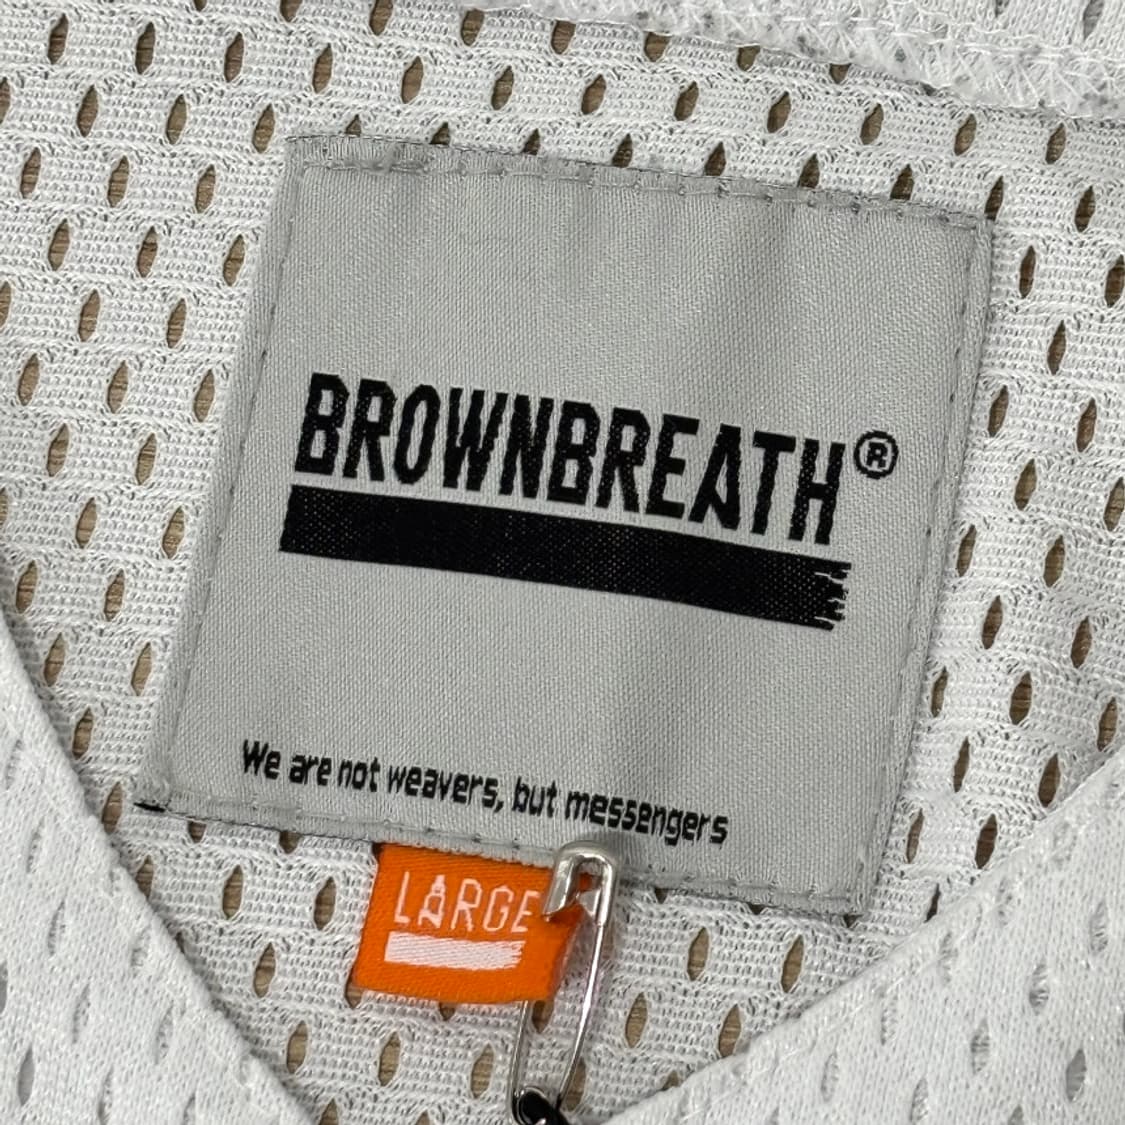 BROWNBREATH®
We are not weavers, but messengers
LARGE